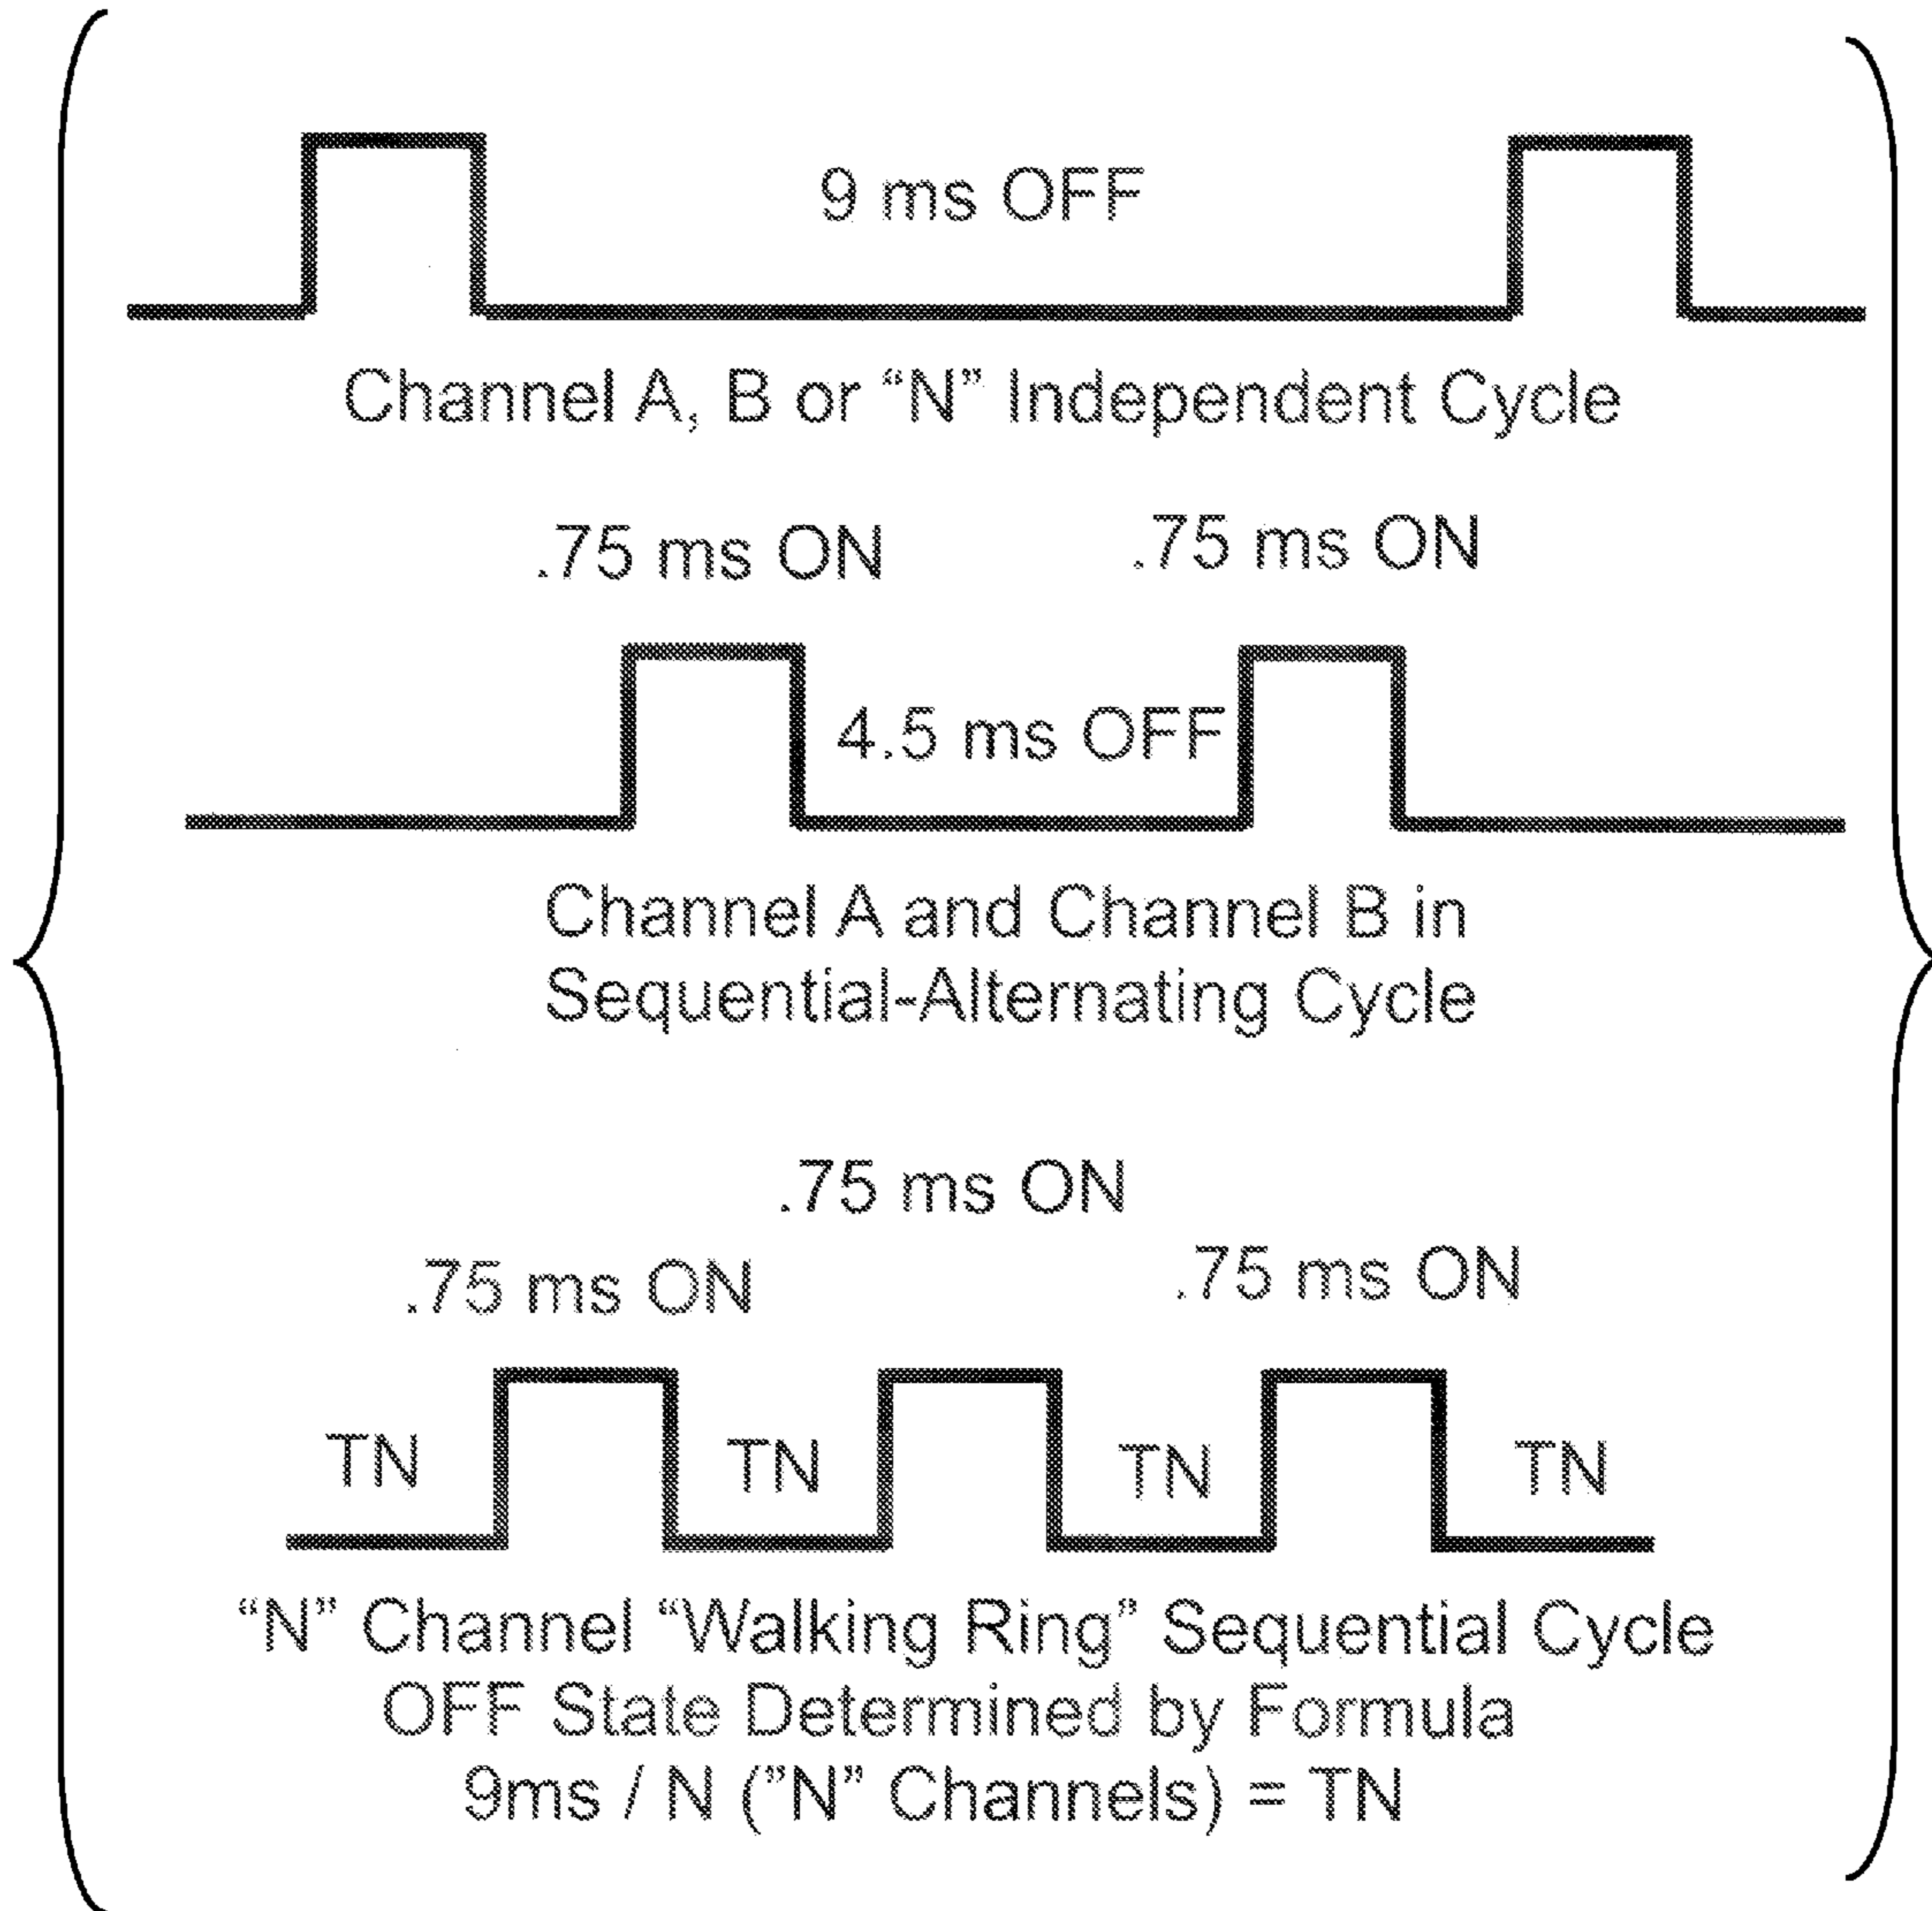 9 ms OFF
Channel A, B or “N” Independent Cycle
.75 ms ON .75 ms ON
4.5 ms OFF
Channel A and Channel B in
Sequential-Alternating Cycle
.75 ms ON
.75 ms ON .75 ms ON
TN TN TN TN
“N” Channel “Walking Ring” Sequential Cycle
OFF State Determined by Formula
9ms / N (”N” Channels) = TN